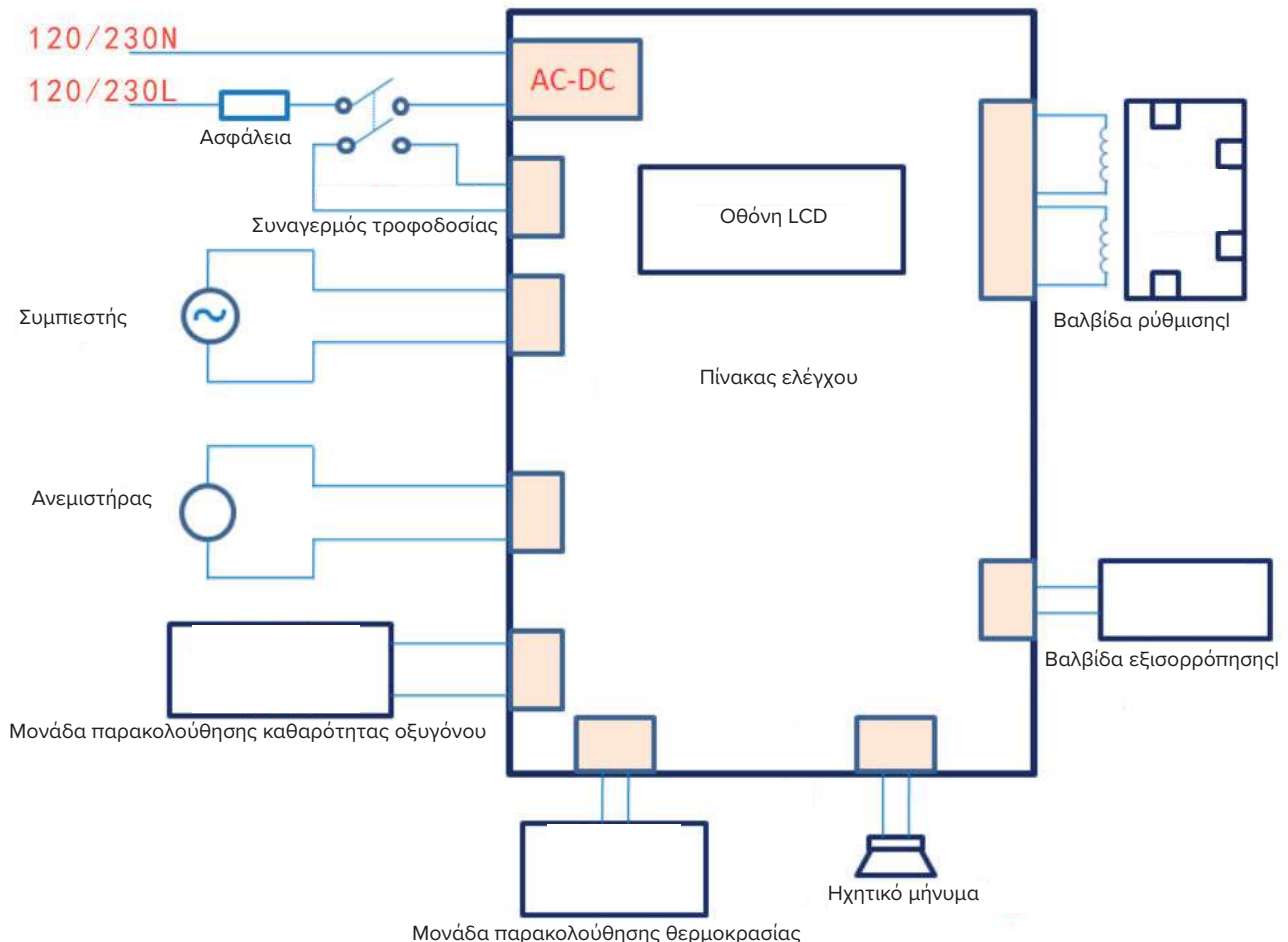 120/230N
120/230L
AC-DC
Ασφάλεια
Συναγερμός τροφοδοσίας
Οθόνη LCD
Συμπιεστής
Βαλβίδα ρύθμισηςl
Πίνακας ελέγχου
Ανεμιστήρας
Βαλβίδα εξισορρόπησηςl
Μονάδα παρακολούθησης καθαρότητας οξυγόνου
Ηχητικό μήνυμα
Μονάδα παρακολούθησης θερμοκρασίας